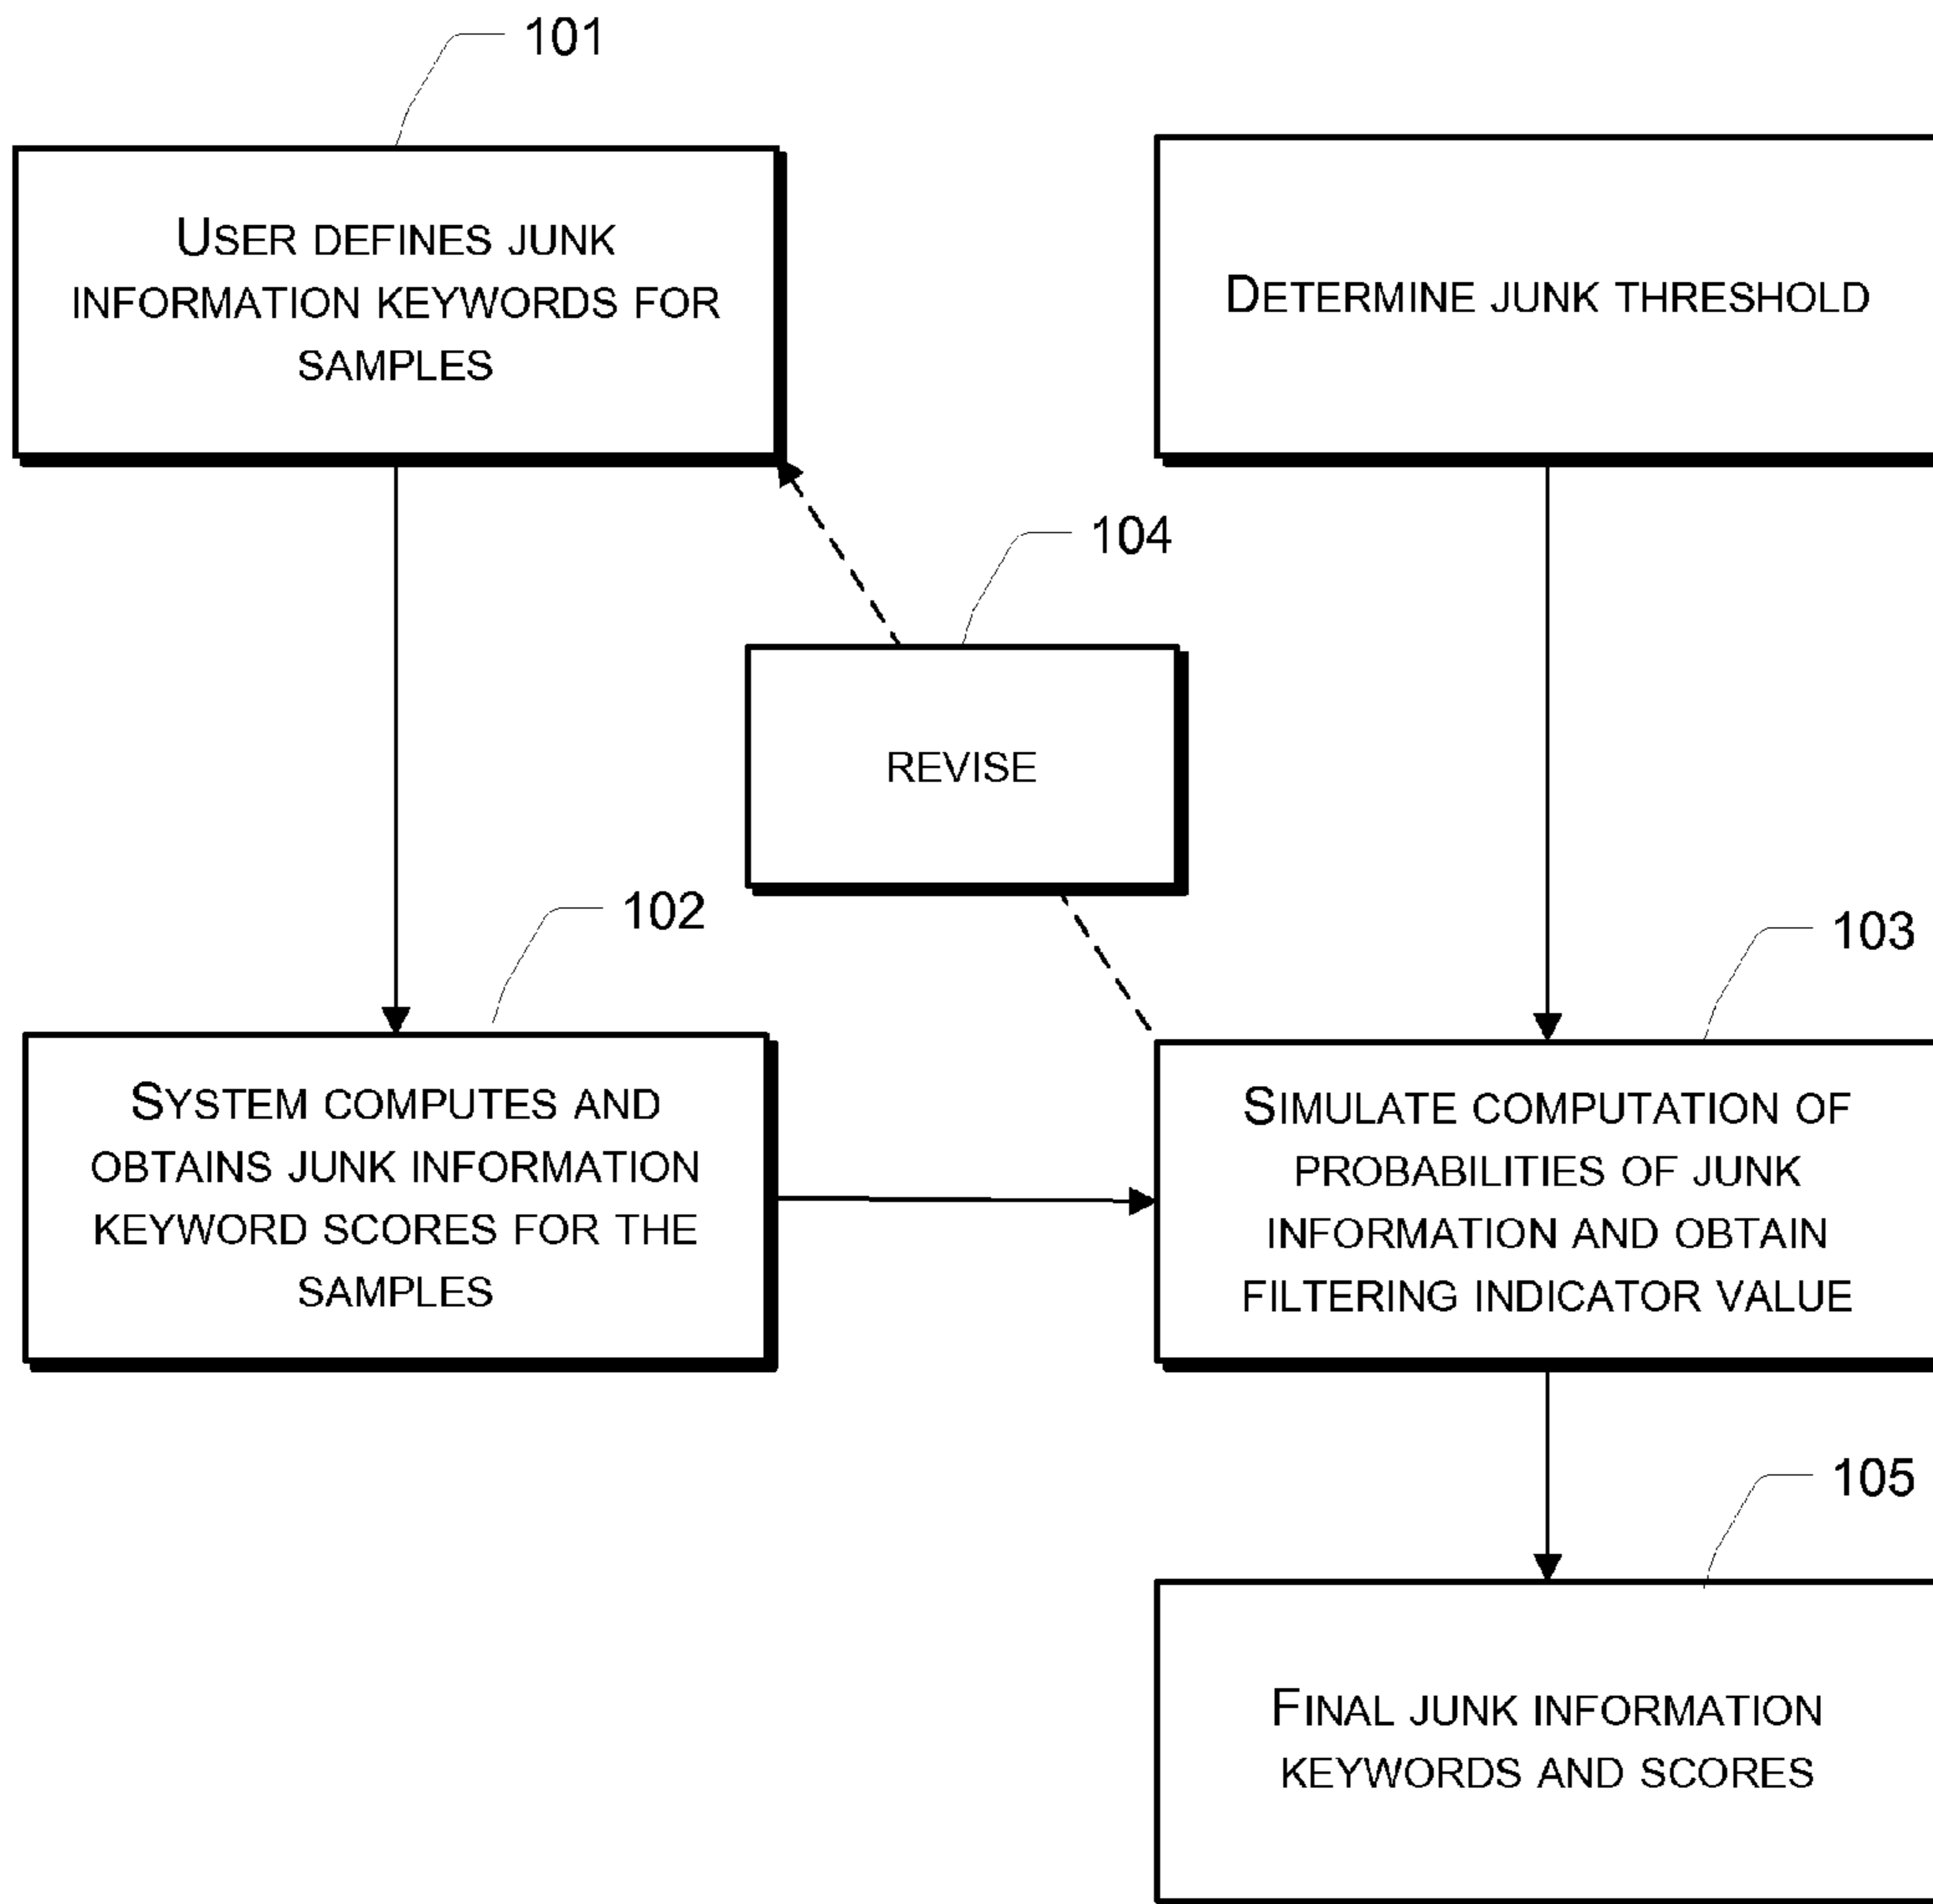 101
USER DEFINES JUNK
INFORMATION KEYWORDS FOR
SAMPLES
DETERMINE JUNK THRESHOLD
104
REVISE
102
SYSTEM COMPUTES AND
OBTAINS JUNK INFORMATION
KEYWORD SCORES FOR THE
SAMPLES
103
SIMULATE COMPUTATION OF
PROBABILITIES OF JUNK
INFORMATION AND OBTAIN
FILTERING INDICATOR VALUE
105
FINAL JUNK INFORMATION
KEYWORDS AND SCORES